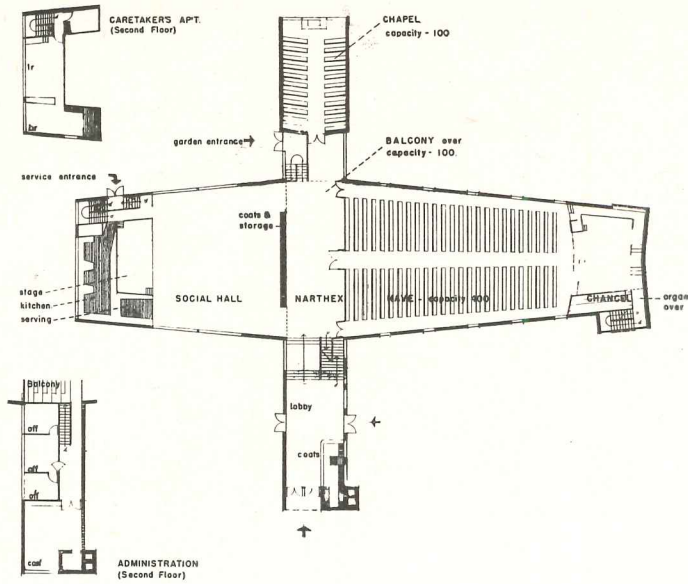 CARETAKER'S APT.
(Second Floor)
lr
br
CHAPEL
capacity - 100
garden entrance
BALCONY over
capacity - 100.
service entrance
coats &
storage
stage
kitchen
serving
SOCIAL HALL
NARTHEX
NAVE - capacity 400
CHANCEL
organ
over
Balcony
off
off
off
lobby
coats
ADMINISTRATION
(Second Floor)